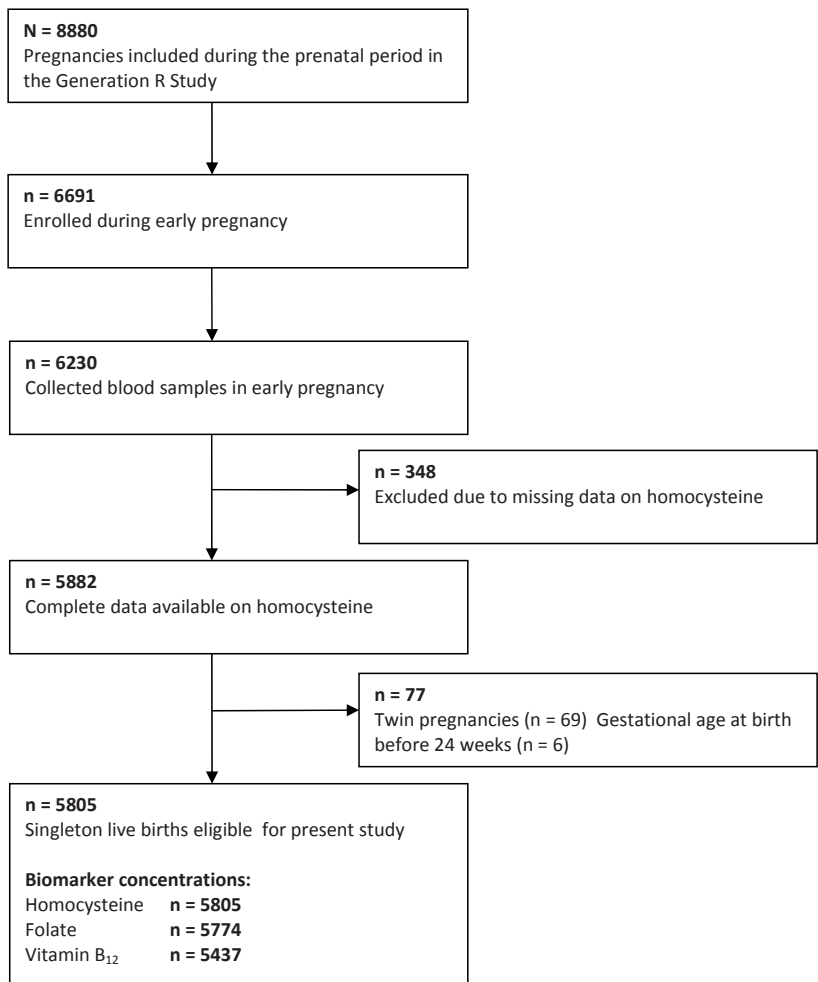 N = 8880
Pregnancies included during the prenatal period in
the Generation R Study
n = 6691
Enrolled during early pregnancy
n = 6230
Collected blood samples in early pregnancy
n = 348
Excluded due to missing data on homocysteine
n = 5882
Complete data available on homocysteine
n = 77
Twin pregnancies (n = 69)  Gestational age at birth
before 24 weeks (n = 6)
n = 5805
Singleton live births eligible  for present study
Biomarker concentrations:
Homocysteine n = 5805
Folate n = 5774
Vitamin B₁₂ n = 5437